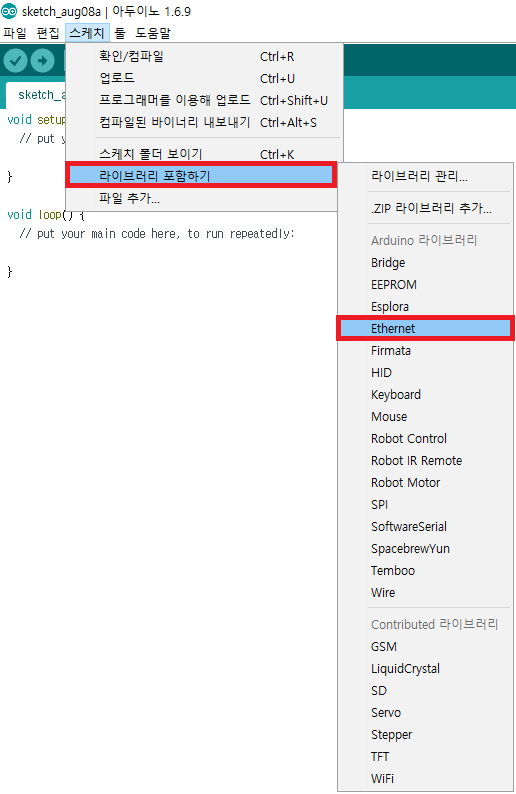 sketch_aug08a | 아두이노 1.6.9
파일 편집 스케치 툴 도움말
확인/컴파일 Ctrl+R
업로드 Ctrl+U
프로그래머를 이용해 업로드 Ctrl+Shift+U
컴파일된 바이너리 내보내기 Ctrl+Alt+S
스케치 폴더 보이기 Ctrl+K
라이브러리 포함하기
파일 추가...
sketch_a
void setup
// put y
}
void loop() {
// put your main code here, to run repeatedly:
}
라이브러리 관리...
.ZIP 라이브러리 추가...
Arduino 라이브러리
Bridge
EEPROM
Esplora
Ethernet
Firmata
HID
Keyboard
Mouse
Robot Control
Robot IR Remote
Robot Motor
SPI
SoftwareSerial
SpacebrewYun
Temboo
Wire
Contributed 라이브러리
GSM
LiquidCrystal
SD
Servo
Stepper
TFT
WiFi